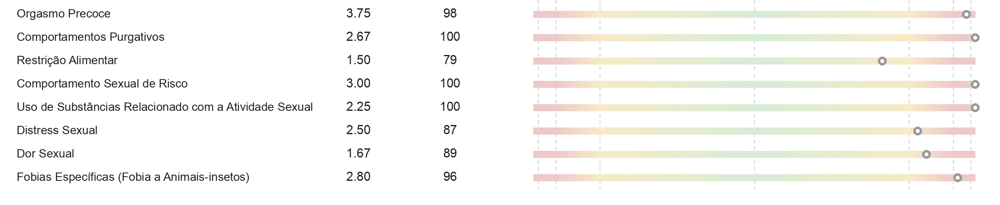 Orgasmo Precoce 3.75 98
Comportamentos Purgativos 2.67 100
Restrição Alimentar 1.50 79
Comportamento Sexual de Risco 3.00 100
Uso de Substâncias Relacionado com a Atividade Sexual 2.25 100
Distress Sexual 2.50 87
Dor Sexual 1.67 89
Fobias Específicas (Fobia a Animais-insetos) 2.80 96